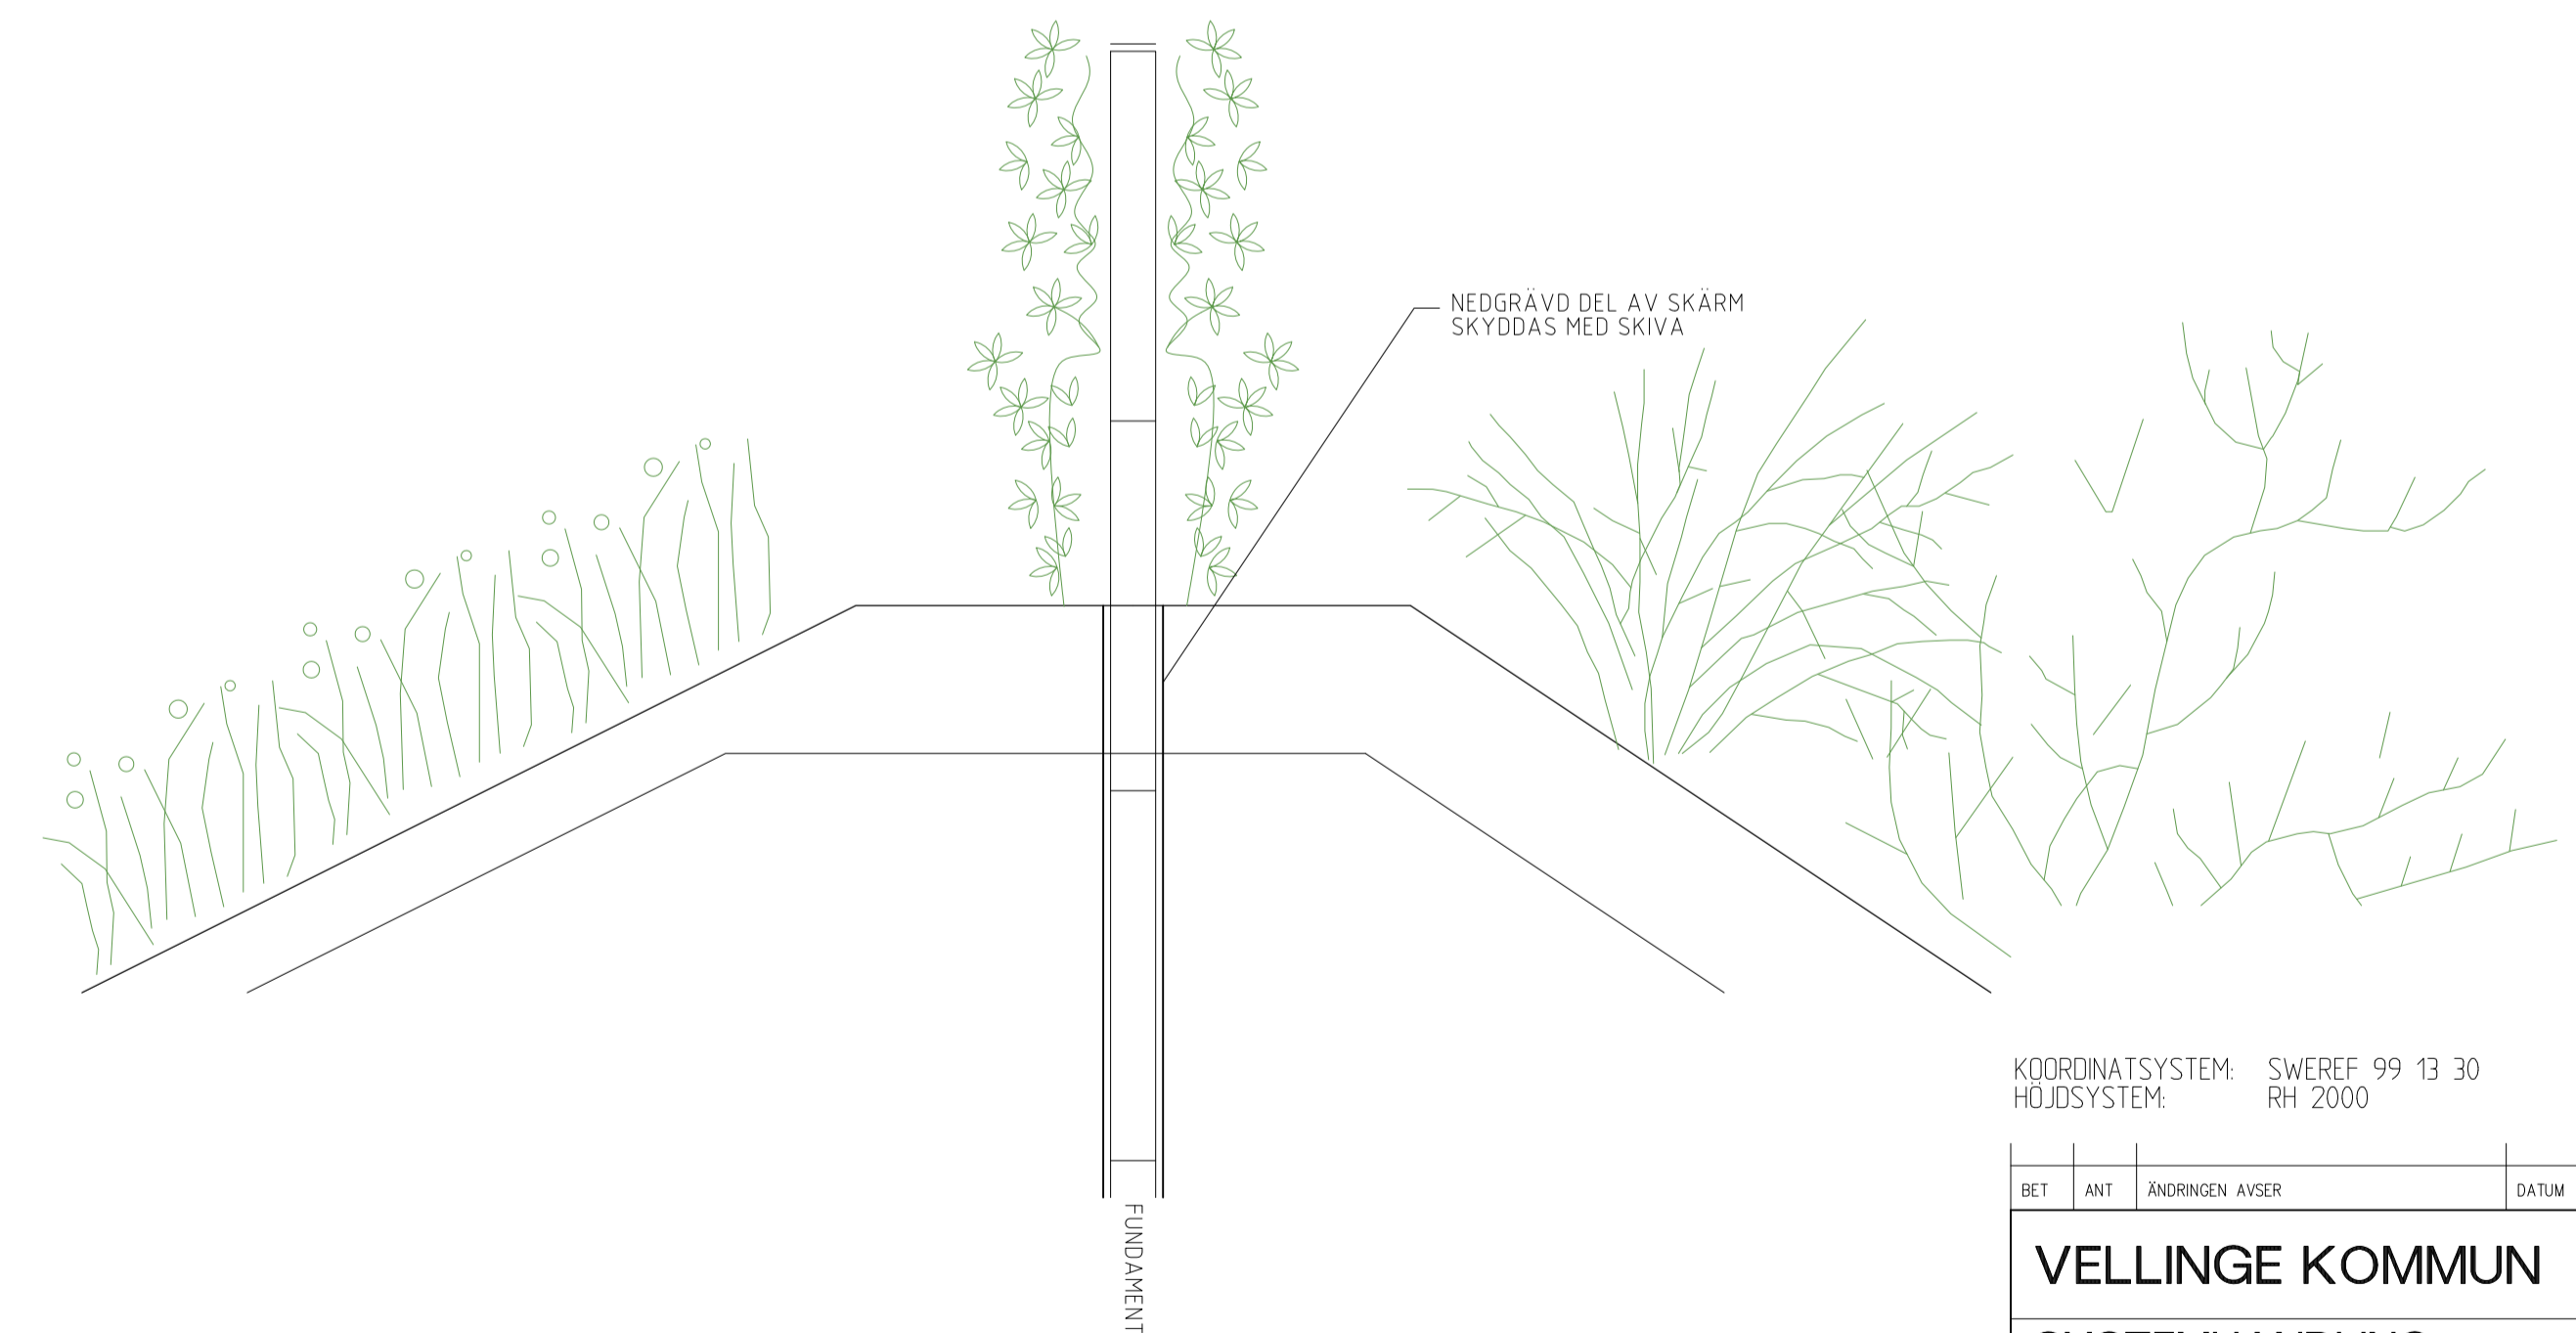 NEDGRÄVD DEL AV SKÄRM
SKYDDAS MED SKIVA
FUNDAMENT
KOORDINATSYSTEM: SWEREF 99 13 30
HÖJDSYSTEM: RH 2000
BET ANT ÄNDRINGEN AVSER DATUM
VELLINGE KOMMUN